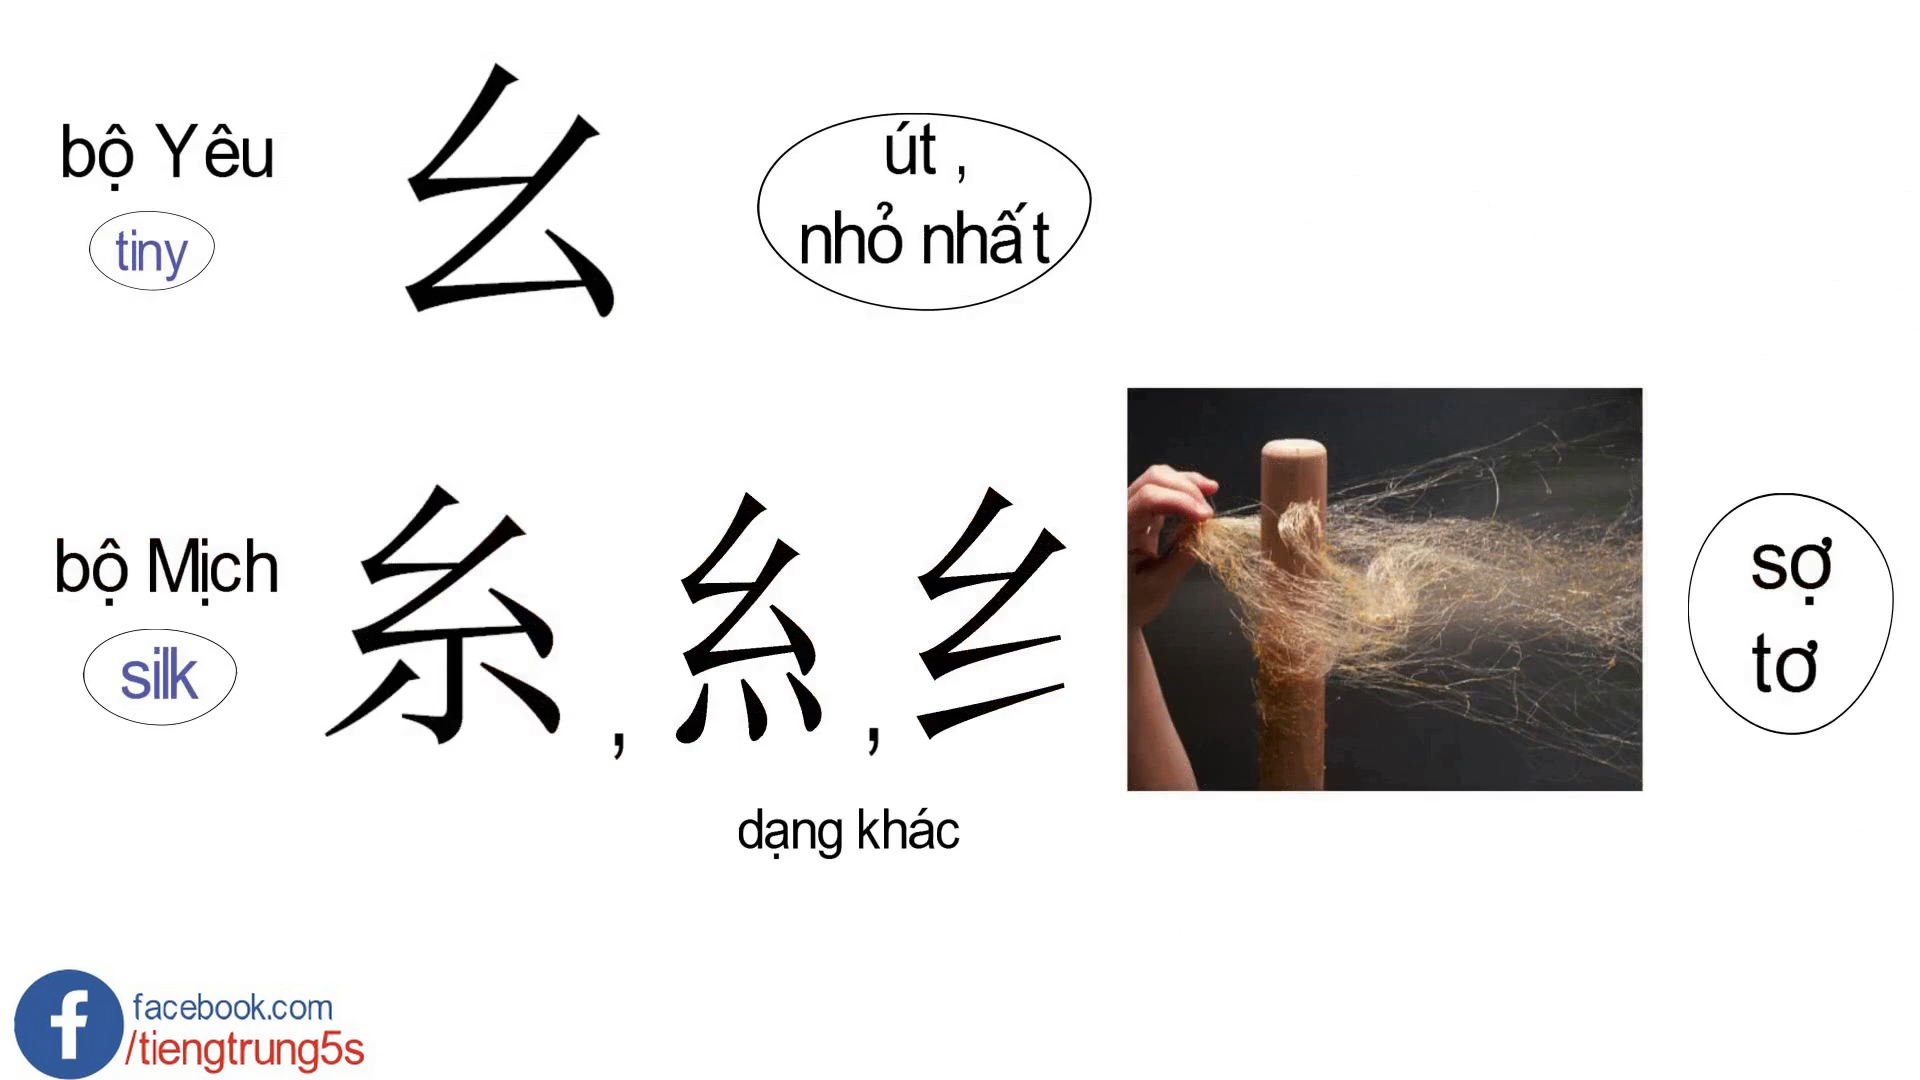 bộ Yêu
tiny
幺
út ,
nhỏ nhất
bộ Mịch
silk
糸 , 糹 , 纟
dạng khác
sợ
tơ
f
facebook.com
/tiengtrung5s